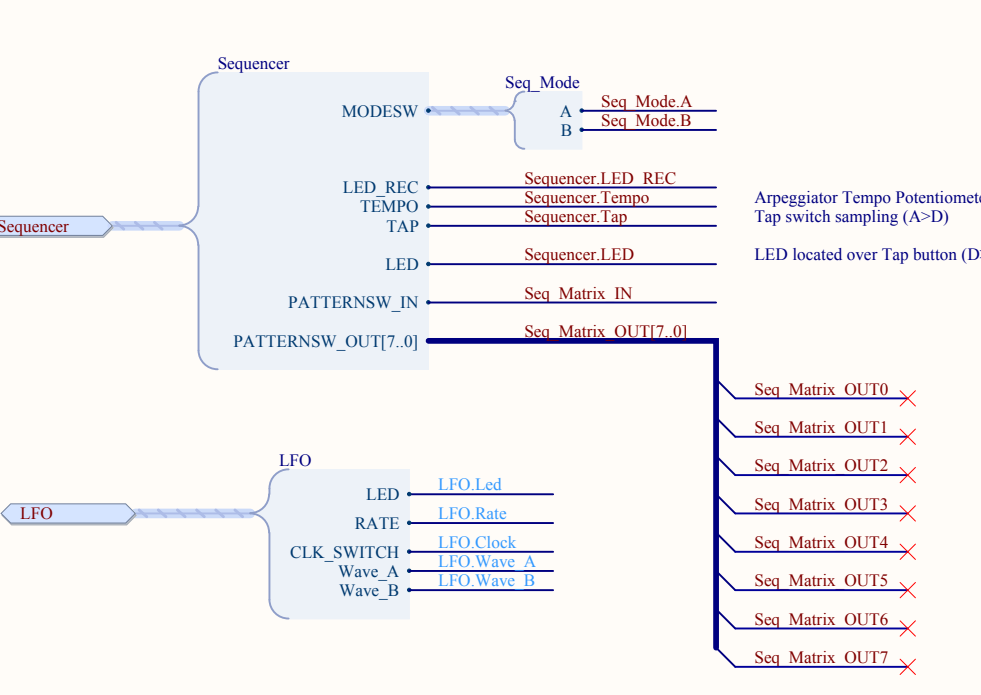 Sequencer
Seq_Mode
MODESW
A
Seq_Mode.A
B
Seq_Mode.B
LED_REC
Sequencer.LED_REC
TEMPO
Sequencer.Tempo
Arpeggiator Tempo
TAP
Sequencer.Tap
Tap switch sampling (A>D)
Sequencer
LED
Sequencer.LED
LED located over Tap button
PATTERNSW_IN
Seq_Matrix_IN
PATTERNSW_OUT[7..0]
Seq_Matrix_OUT[7..0]
Seq_Matrix_OUT0
Seq_Matrix_OUT1
Seq_Matrix_OUT2
Seq_Matrix_OUT3
Seq_Matrix_OUT4
Seq_Matrix_OUT5
Seq_Matrix_OUT6
Seq_Matrix_OUT7
LFO
LFO
LED
LFO.Led
RATE
LFO.Rate
CLK_SWITCH
LFO.Clock
Wave_A
LFO.Wave_A
Wave_B
LFO.Wave_B